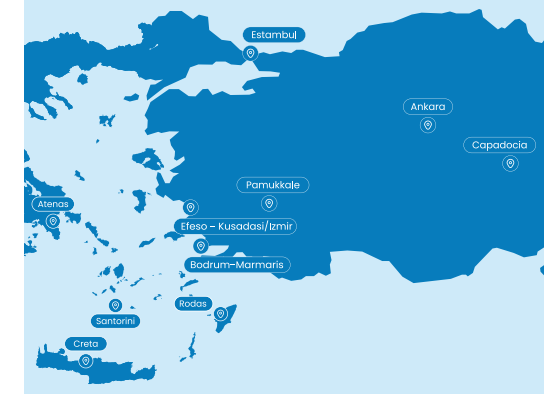 Estambul
Ankara
Capadocia
Pamukkale
Atenas
Efeso - Kusadasi/Izmir
Bodrum-Marmaris
Rodas
Santorini
Creta